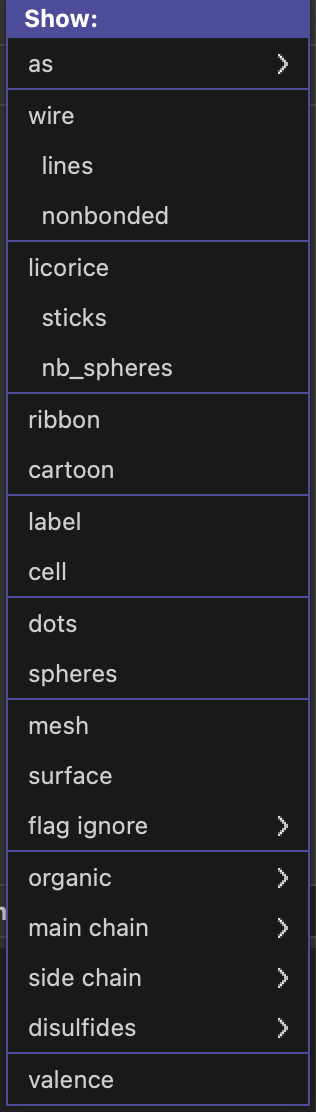 Show:
as
wire
lines
nonbonded
licorice
sticks
nb_spheres
ribbon
cartoon
label
cell
dots
spheres
mesh
surface
flag ignore
organic
main chain
side chain
disulfides
valence